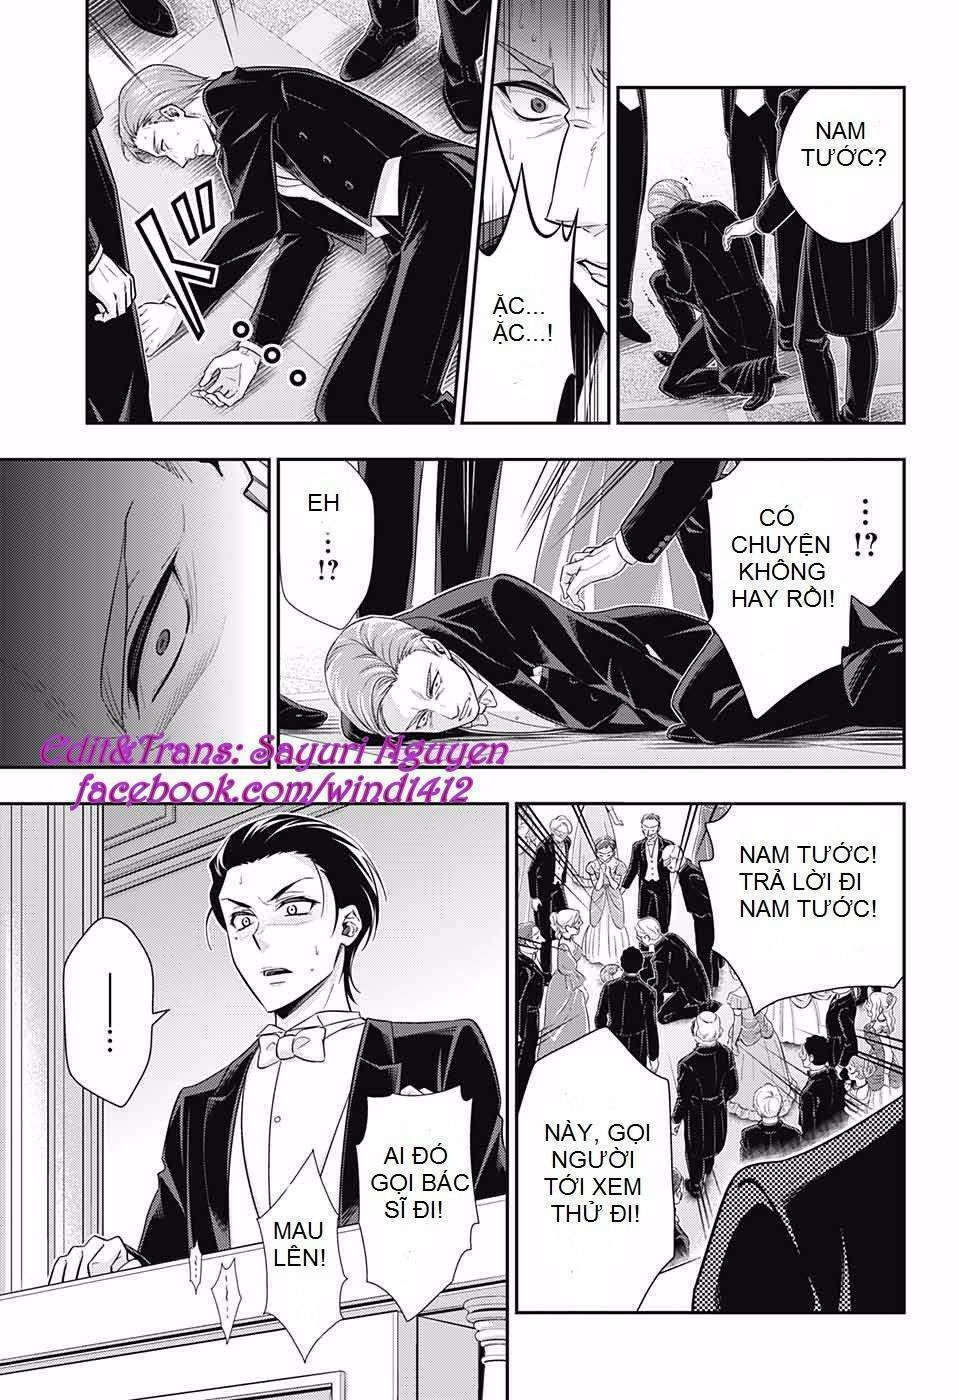 NAM
TƯỚC?
ẶC...
ẶC...!
ドッ
...
!?
CÓ
CHUYỆN
KHÔNG
HAY RỒI!
EH
...
!?
Edit&Trans: Sayuri Nguyen
facebook.com/wind1412
NAM TƯỚC!
TRẢ LỜI ĐI
NAM TƯỚC!
NÀY, GỌI
NGƯỜI
TỚI XEM
THỬ ĐI!
AI ĐÓ
GỌI BÁC
SĨ ĐI!
MAU
LÊN!
—...